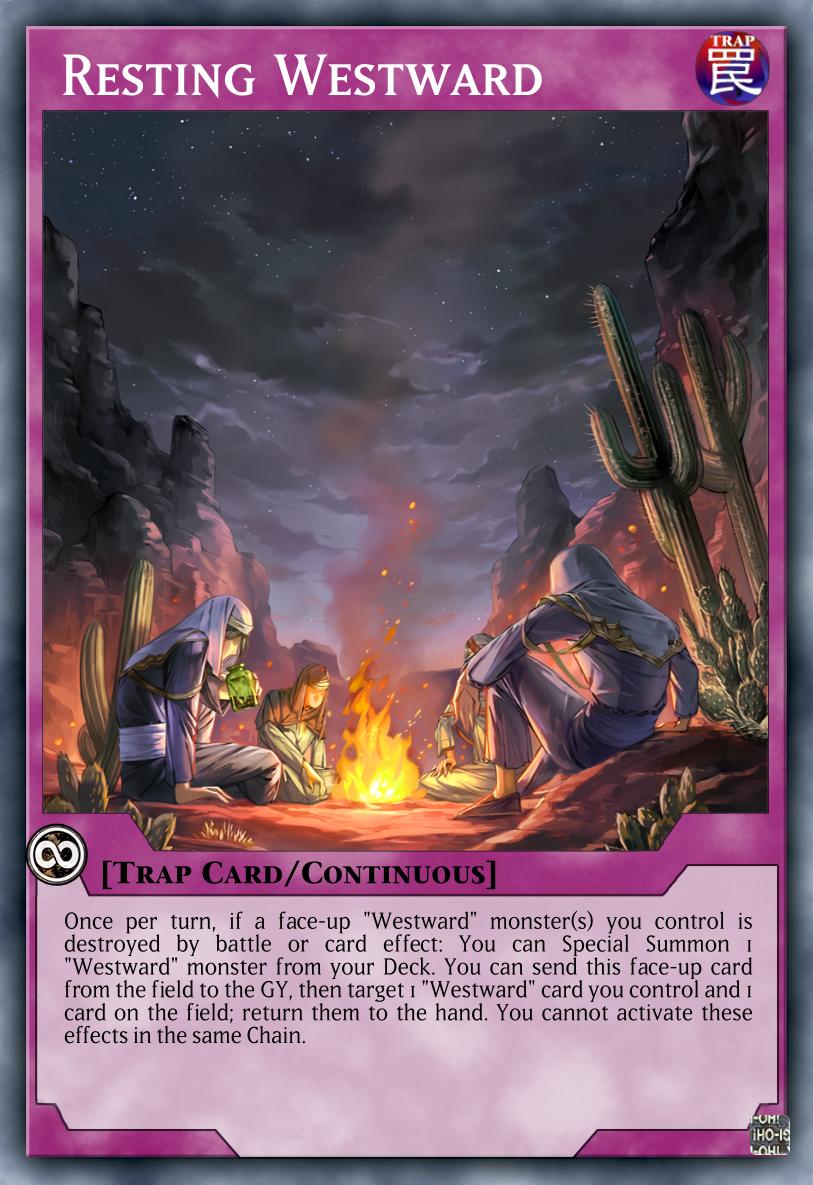 Resting Westward
TRAP
罠
[Trap Card/Continuous]
Once per turn, if a face-up "Westward" monster(s) you control is
destroyed by battle or card effect: You can Special Summon 1
"Westward" monster from your Deck. You can send this face-up card
from the field to the GY, then target 1 "Westward" card you control and 1
card on the field; return them to the hand. You cannot activate these
effects in the same Chain.